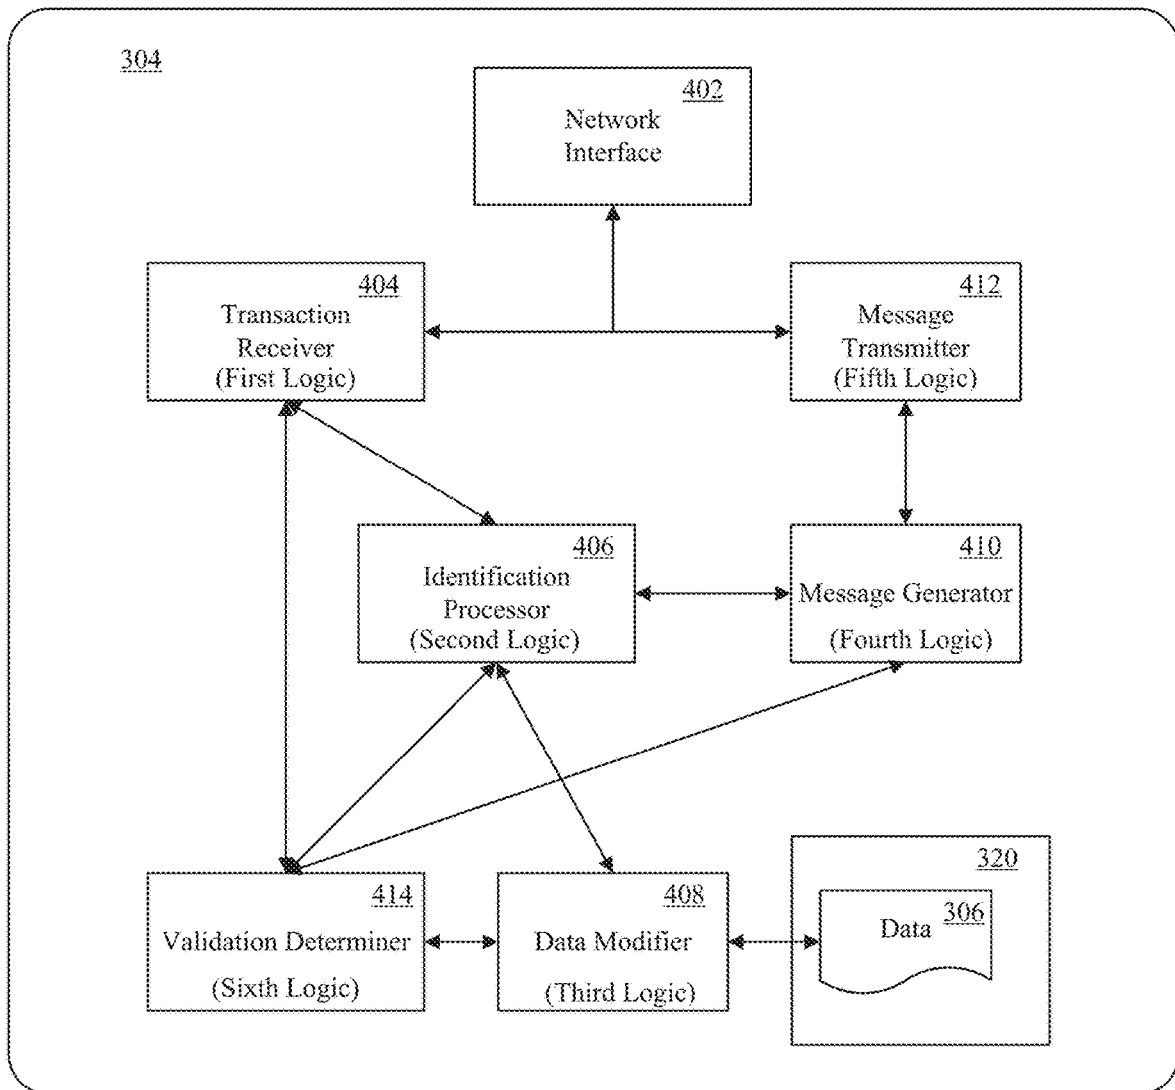 304
402
Network
Interface
404
Transaction
Receiver
(First Logic)
412
Message
Transmitter
(Fifth Logic)
406
Identification
Processor
(Second Logic)
410
Message Generator
(Fourth Logic)
414
Validation Determiner
(Sixth Logic)
408
Data Modifier
(Third Logic)
320
306
Data